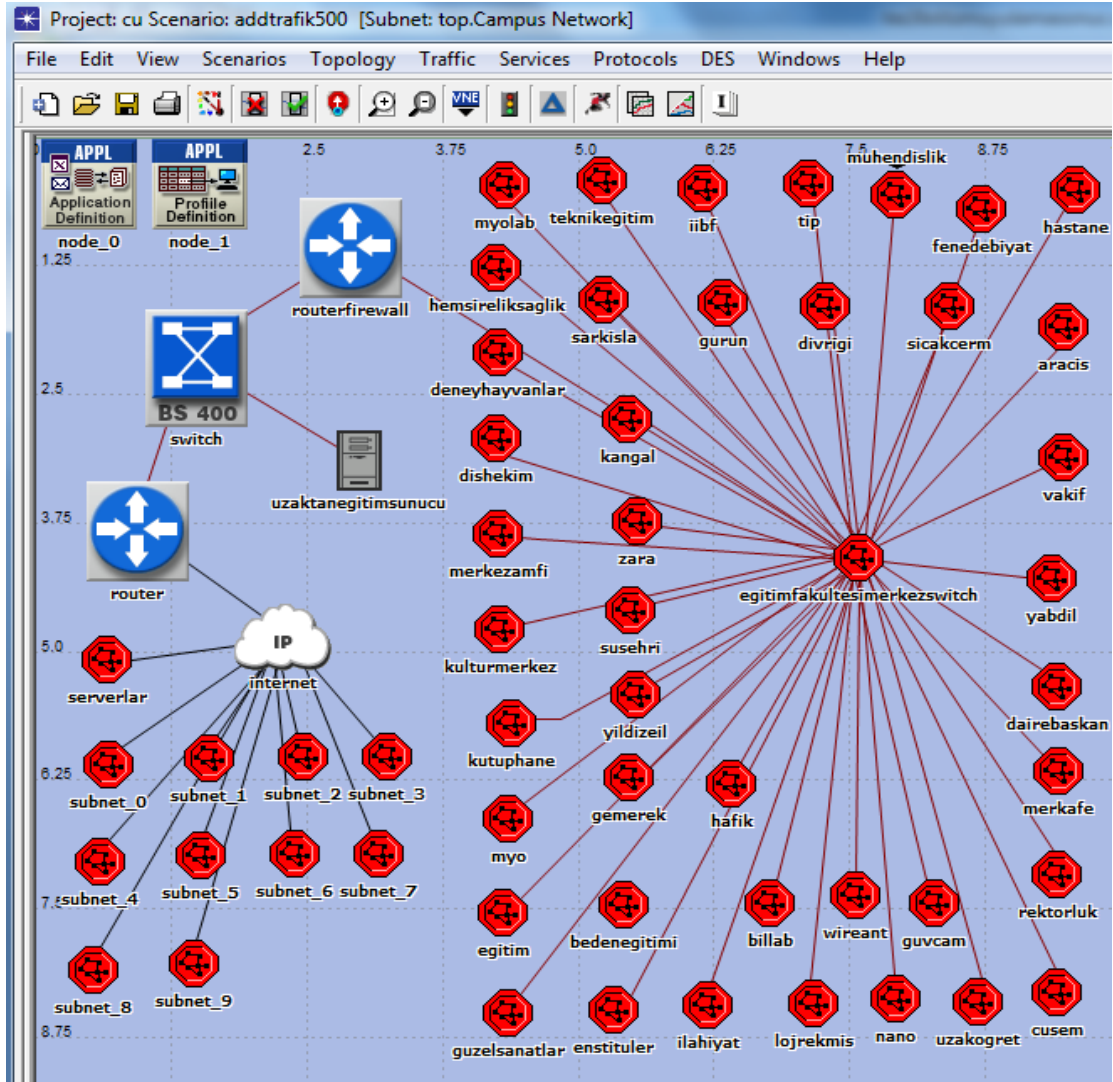 Project: cu Scenario: addtrafik500 [Subnet: top.Campus Network]
File Edit View Scenarios Topology Traffic Services Protocols DES Windows Help
VNE
2.5 3.75 5.0 6.25 7.5 8.75
APPL
Application
Definition
node_0
APPL
Profille
Definition
node_1
1.25
2.5
3.75
5.0
6.25
7.5
8.75
routerfirewall
BS 400
switch
uzaktanegitimsunucu
router
IP
internet
serverlar
subnet_0
subnet_1
subnet_2
subnet_3
subnet_4
subnet_5
subnet_6
subnet_7
subnet_8
subnet_9
myolab
teknikegitim
iibf
tip
muhendislik
fenedebiyat
hastane
hemsireliksaglik
sarkisla
gurun
divrigi
sicakcerm
aracis
deneyhayvanlar
kangal
dishekim
vakif
merkezamfi
zara
egitimfakultesimerkezswitch
yabdil
kulturmerkez
susehri
dairebaskan
kutuphane
yildizeil
merkafe
myo
gemerek
hafik
rektorluk
egitim
bedenegitimi
billab
wireant
guvcam
guzelsanatlar
enstituler
ilahiyat
lojrekmis
nano
uzakogret
cusem